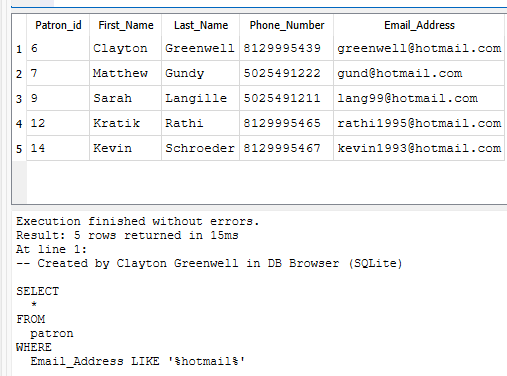 Patron_id First_Name Last_Name Phone_Number Email_Address
1 6 Clayton Greenwell 8129995439 greenwell@hotmail.com
2 7 Matthew Gundy 5025491222 gund@hotmail.com
3 9 Sarah Langille 5025491211 lang99@hotmail.com
4 12 Kratik Rathi 8129995465 rathi1995@hotmail.com
5 14 Kevin Schroeder 8129995467 kevin1993@hotmail.com
Execution finished without errors.
Result: 5 rows returned in 15ms
At line 1:
-- Created by Clayton Greenwell in DB Browser (SQLite)
SELECT
*
FROM
patron
WHERE
Email_Address LIKE '%hotmail%'